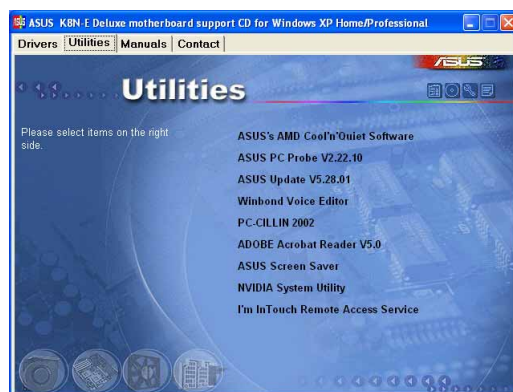 ASUS K8N-E Deluxe motherboard support CD for Windows XP Home/Professional
Drivers Utilities Manuals Contact
ASUS
Utilities
Please select items on the right
side.
ASUS's AMD Cool'n'Quiet Software
ASUS PC Probe V2.22.10
ASUS Update V5.28.01
Winbond Voice Editor
PC-CILLIN 2002
ADOBE Acrobat Reader V5.0
ASUS Screen Saver
NVIDIA System Utility
I'm InTouch Remote Access Service